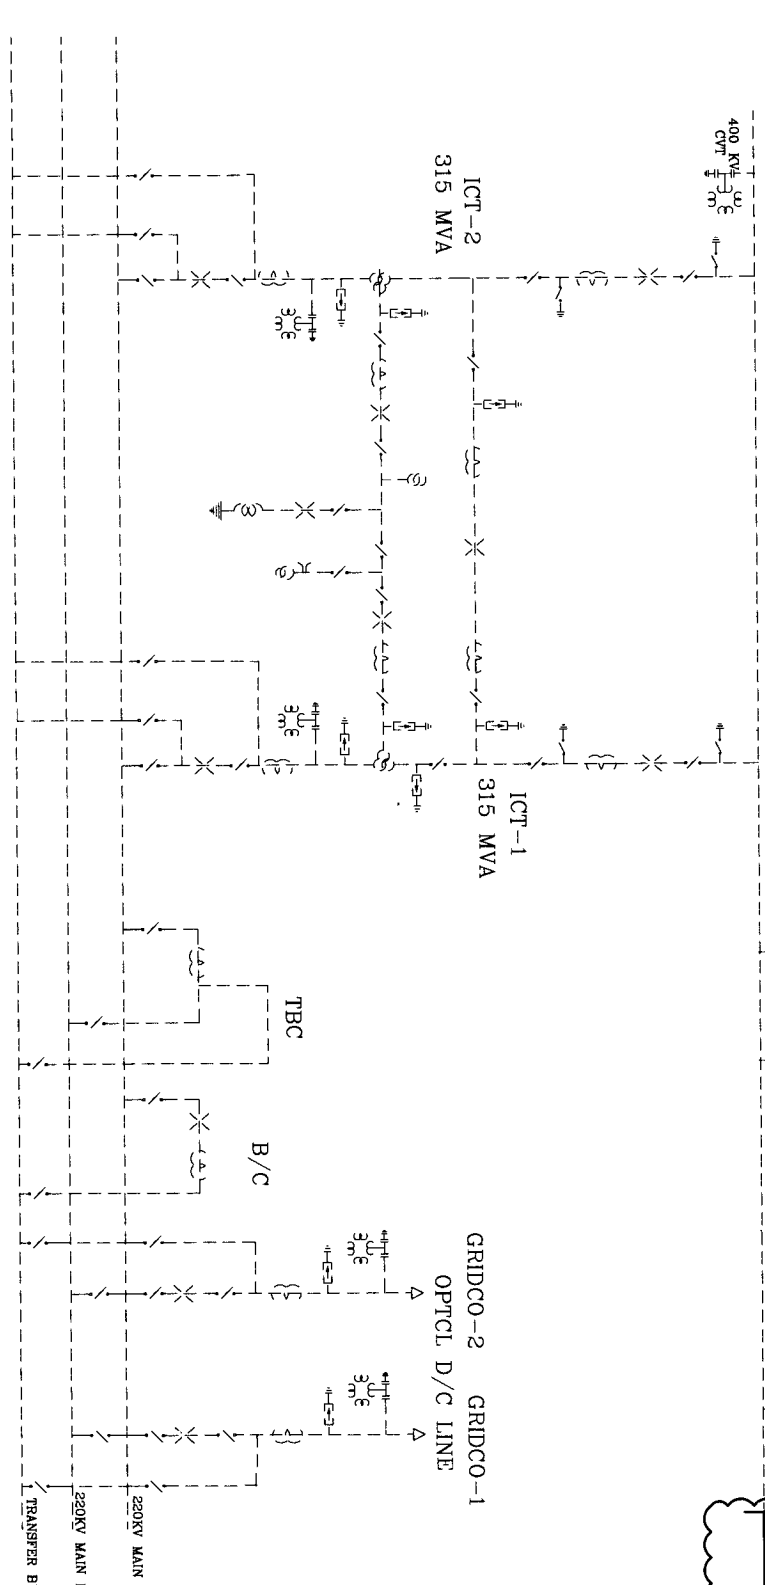 400 KV
CVT
ICT-2
315 MVA
ICT-1
315 MVA
TBC
B/C
GRIDCO-2 GRIDCO-1
OPTCL D/C LINE
220KV MAIN
220KV MAIN
TRANSFER